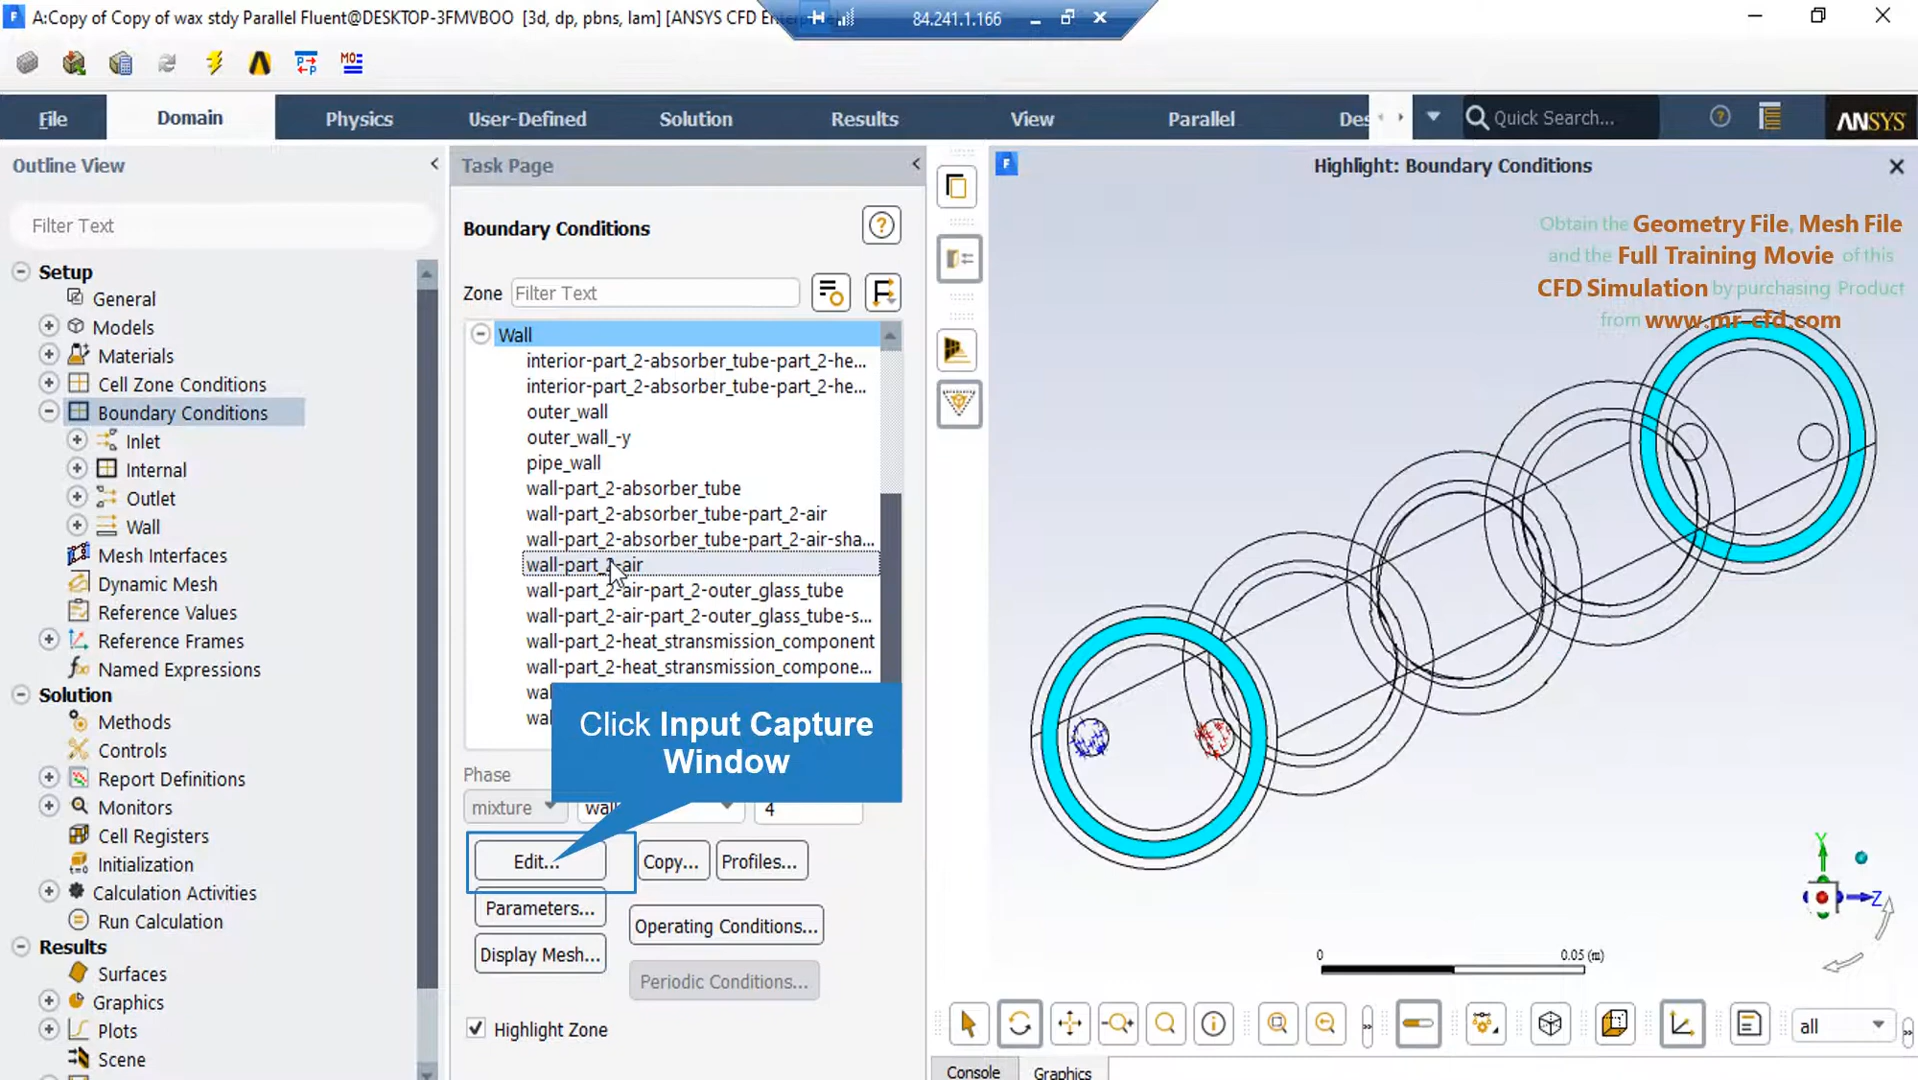 A:Copy of Copy of wax stdy Parallel Fluent@DESKTOP-3FMVBOO [3d, dp, pbns, lam] [ANSYS CFD Enter
84.241.1.166
File
Domain
Physics
User-Defined
Solution
Results
View
Parallel
Des
Quick Search...
ANSYS
Outline View
Filter Text
Setup
General
Models
Materials
Cell Zone Conditions
Boundary Conditions
Inlet
Internal
Outlet
Wall
Mesh Interfaces
Dynamic Mesh
Reference Values
Reference Frames
Named Expressions
Solution
Methods
Controls
Report Definitions
Monitors
Cell Registers
Initialization
Calculation Activities
Run Calculation
Results
Surfaces
Graphics
Plots
Scene
Task Page
Boundary Conditions
Zone
Filter Text
Wall
interior-part_2-absorber_tube-part_2-he...
interior-part_2-absorber_tube-part_2-he...
outer_wall
outer_wall_-y
pipe_wall
wall-part_2-absorber_tube
wall-part_2-absorber_tube-part_2-air
wall-part_2-absorber_tube-part_2-air-sha...
wall-part_2-air
wall-part_2-air-part_2-outer_glass_tube
wall-part_2-air-part_2-outer_glass_tube-s...
wall-part_2-heat_stransmission_component
wall-part_2-heat_stransmission_compone...
Click Input Capture
Window
Phase
mixture
wall
4
Edit...
Copy...
Profiles...
Parameters...
Operating Conditions...
Display Mesh...
Periodic Conditions...
Highlight Zone
Highlight: Boundary Conditions
Obtain the Geometry File, Mesh File
and the Full Training Movie of this
CFD Simulation by purchasing Product
from www.mr-cfd.com
Y
Z
0
0.05 (m)
all
Console
Graphics